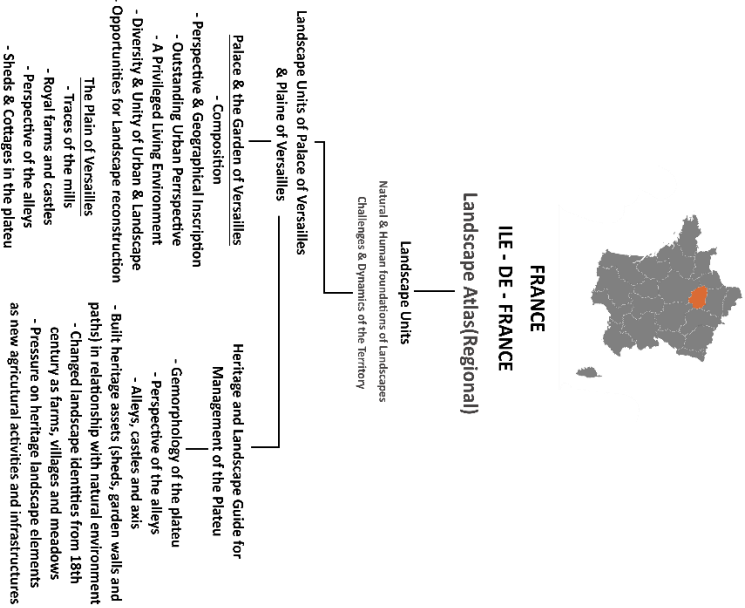 FRANCE
ILE - DE - FRANCE
Landscape Atlas(Regional)
Landscape Units
Natural & Human foundations of Landscapes
Challenges & Dynamics of the Territory
Landscape Units of Palace of Versailles
& Plaine of Versailles
Palace & the Garden of Versailles
- Composition
- Perspective & Geographical Inscription
- Outstanding Urban Perrspective
- A Privileged Living Environment
- Diversity & Unity of Urban & Landscape
- Opportunities for Landscape reconstruction
The Plain of Versailles
- Traces of the mills
- Royal farms and castles
- Perspective of the alleys
- Sheds & Cottages in the plateu
Heritage and Landscape Guide for
Management of the Plateu
- Gemorphology of the plateu
- Perspective of the alleys
- Alleys, castles and axis
- Built heritage assets (sheds, garden walls and
paths) in relationship with natural environment
- Changed landscape identities from 18th
century as farms, villages and meadows
- Pressure on heritage landscape elements
as new agricutural activities and infrastructures